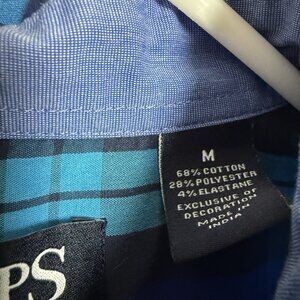 M
68% COTTON
28% POLYESTER
4% ELASTANE
EXCLUSIVE OF
DECORATION
MADE IN
INDIA
PS